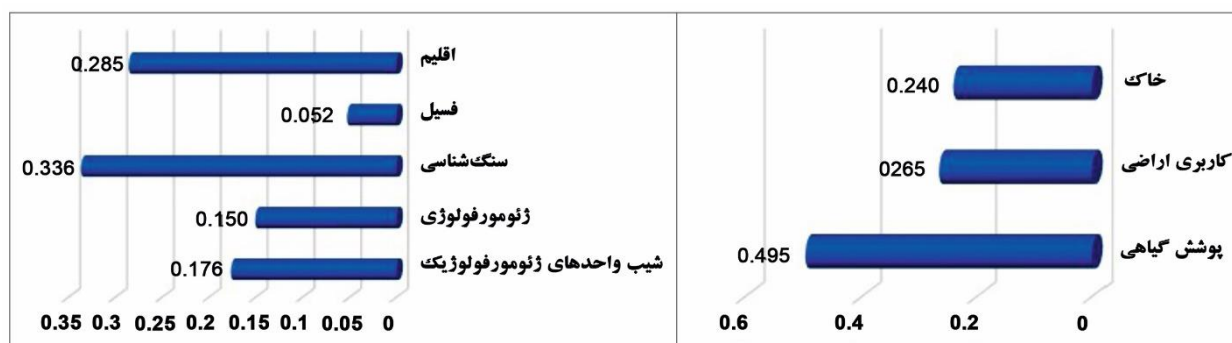 اقلیم
0.285
فسیل
0.052
سنگ‌شناسی
0.336
ژئومورفولوژی
0.150
شیب واحدهای ژئومورفولوژیک
0.176
0.35 0.3 0.25 0.2 0.15 0.1 0.05 0
خاک
0.240
کاربری اراضی
0265
پوشش گیاهی
0.495
0.6 0.4 0.2 0